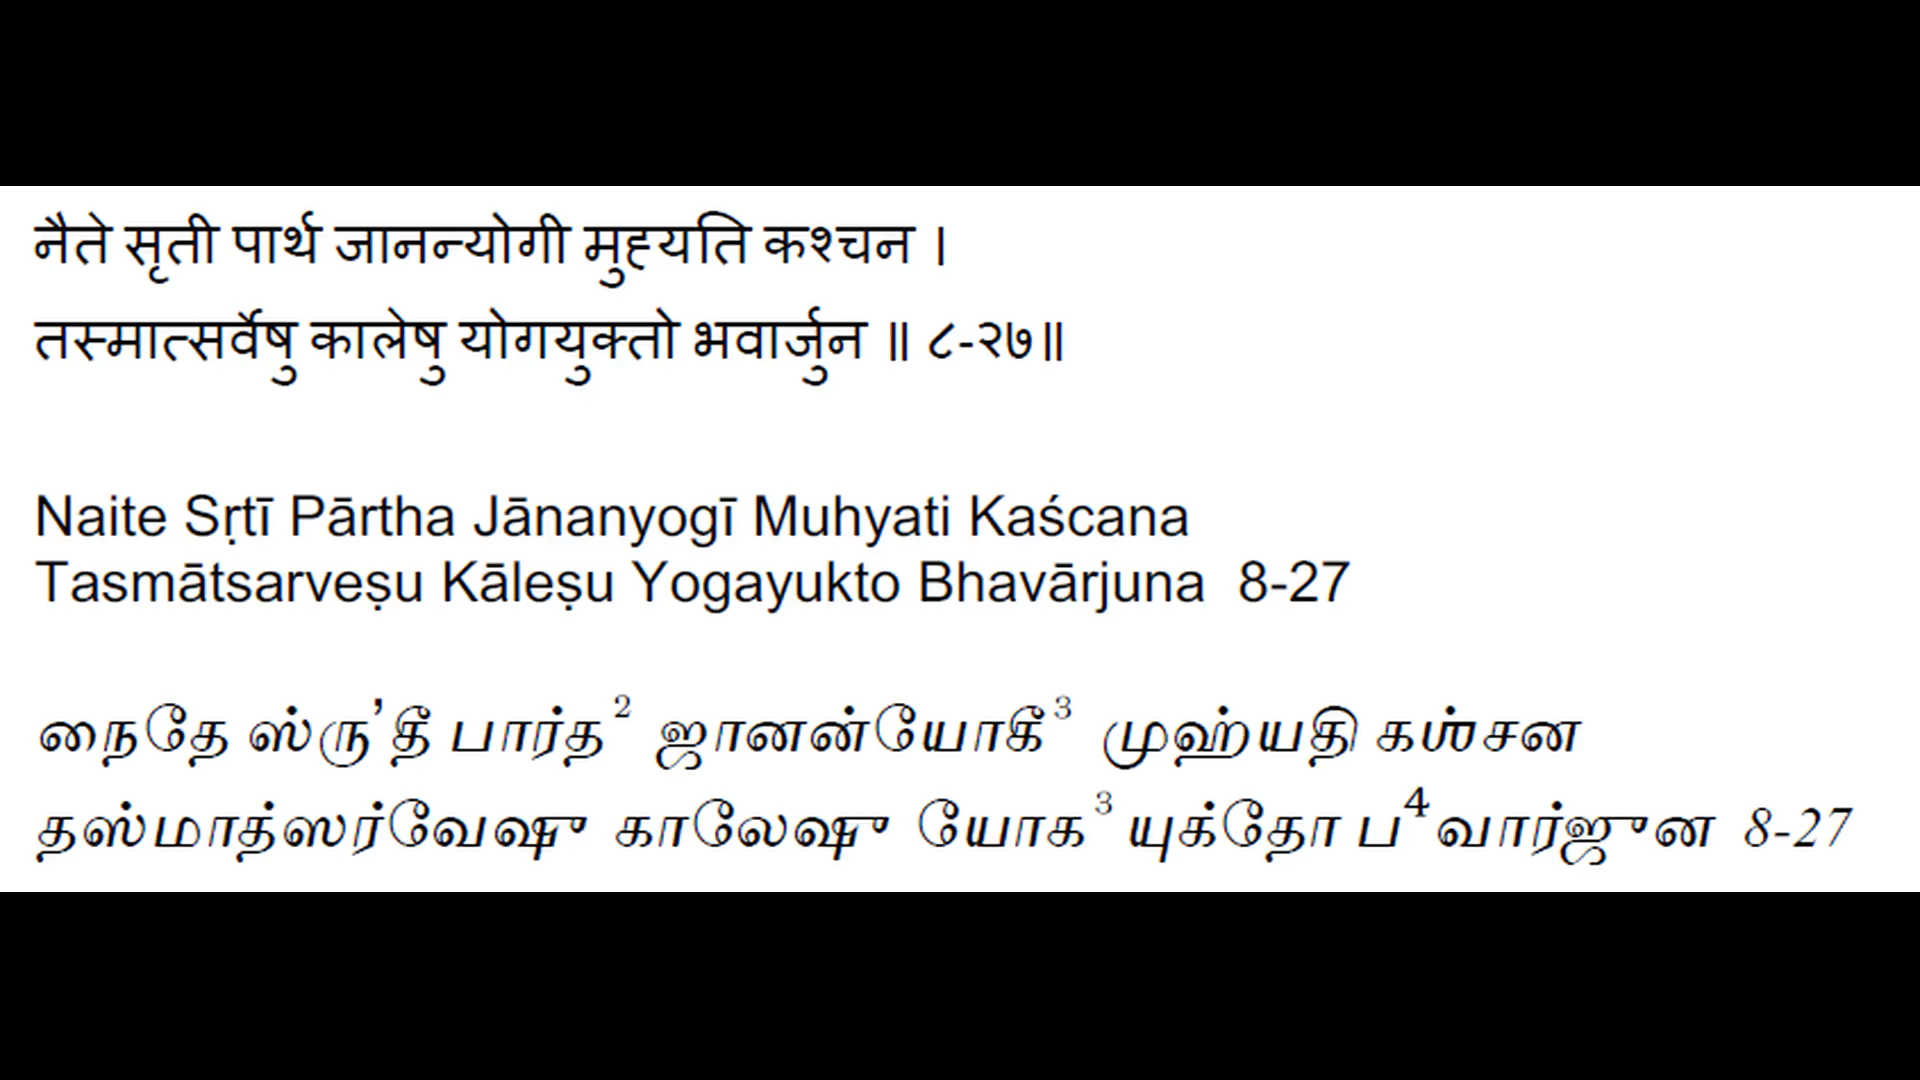 नैते सृती पार्थ जानन्योगी मुह्यति कश्चन ।
तस्मात्सर्वेषु कालेषु योगयुक्तो भवार्जुन ॥ ८-२७॥
Naite Sṛtī Pārtha Jānanyogī Muhyati Kaścana
Tasmātsarveṣu Kāleṣu Yogayukto Bhavārjuna 8-27
நைதே ஸ்ரு’தீ பார்த² ஜானன்யோகீ³ முஹ்யதி கஶ்சன
தஸ்மாத்ஸர்வேஷு காலேஷு யோக³யுக்தோ ப⁴வார்ஜுன 8-27